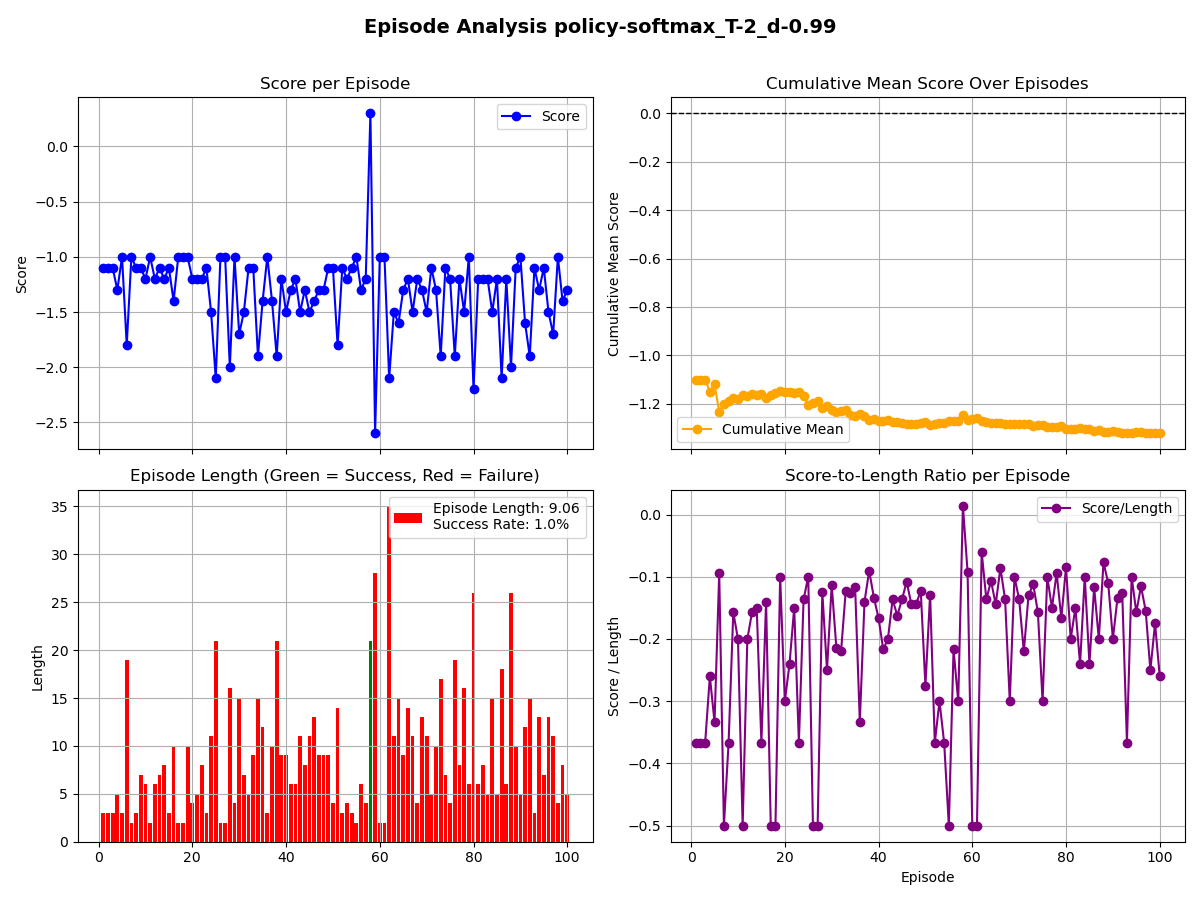 Episode Analysis policy-softmax_T-2_d-0.99
Score per Episode
Score
0.0
−0.5
−1.0
−1.5
−2.0
−2.5
Score
Cumulative Mean Score Over Episodes
Cumulative Mean Score
0.0
−0.2
−0.4
−0.6
−0.8
−1.0
−1.2
Cumulative Mean
Episode Length (Green = Success, Red = Failure)
Length
35
30
25
20
15
10
5
0
Episode Length: 9.06
Success Rate: 1.0%
0 20 40 60 80 100
Score-to-Length Ratio per Episode
Score / Length
0.0
−0.1
−0.2
−0.3
−0.4
−0.5
Score/Length
0 20 40 60 80 100
Episode